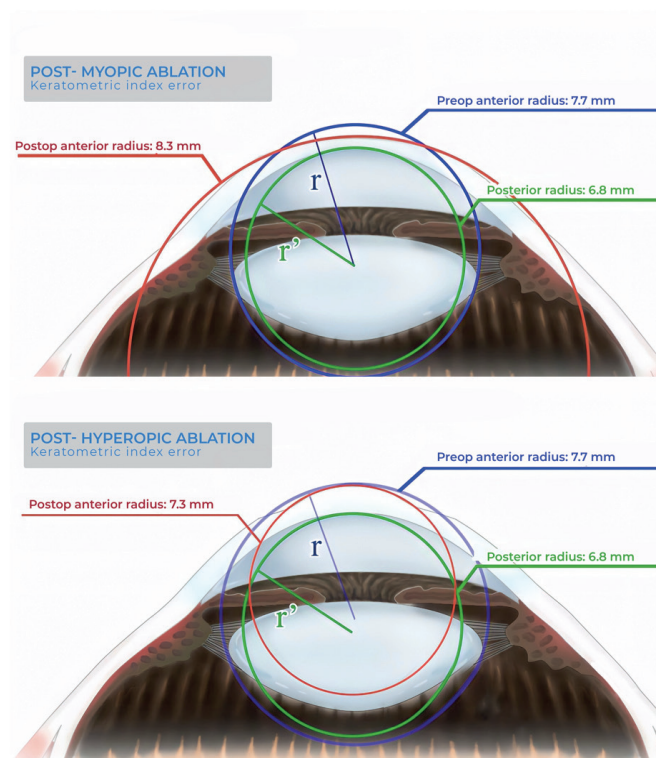 POST- MYOPIC ABLATION
Keratometric index error
Preop anterior radius: 7.7 mm
Postop anterior radius: 8.3 mm
r
Posterior radius: 6.8 mm
r’
POST- HYPEROPIC ABLATION
Keratometric index error
Preop anterior radius: 7.7 mm
Postop anterior radius: 7.3 mm
r
Posterior radius: 6.8 mm
r’